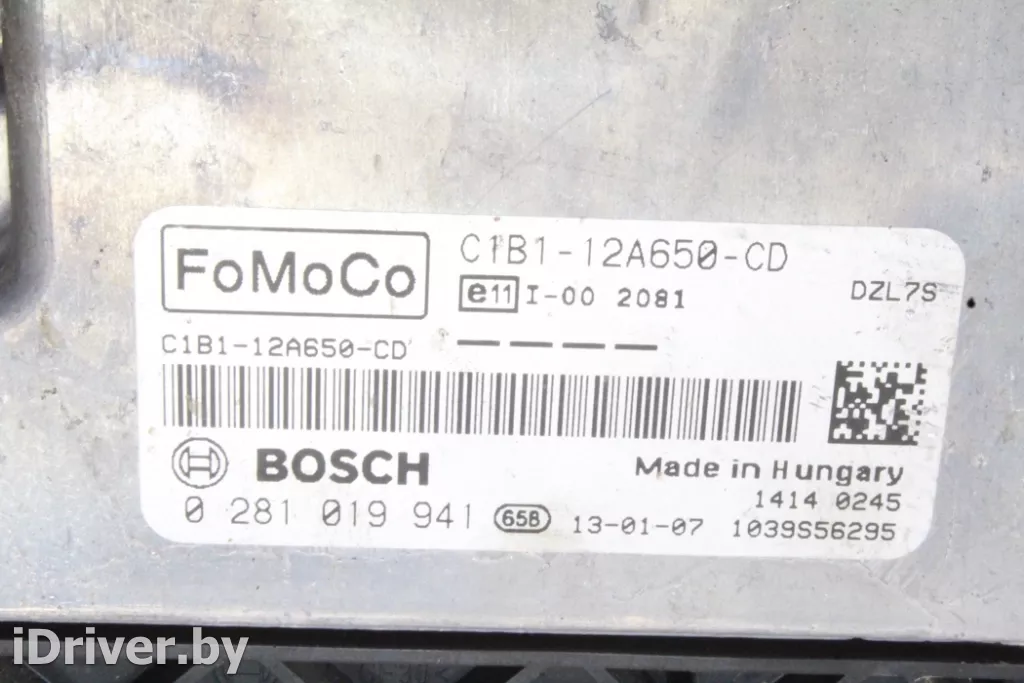 FoMoCo
C1B1-12A650-CD
e11 I-00 2081
DZL7S
C1B1-12A650-CD
BOSCH
Made in Hungary
1414 0245
0 281 019 941 65B 13-01-07 1039S56295
iDriver.by